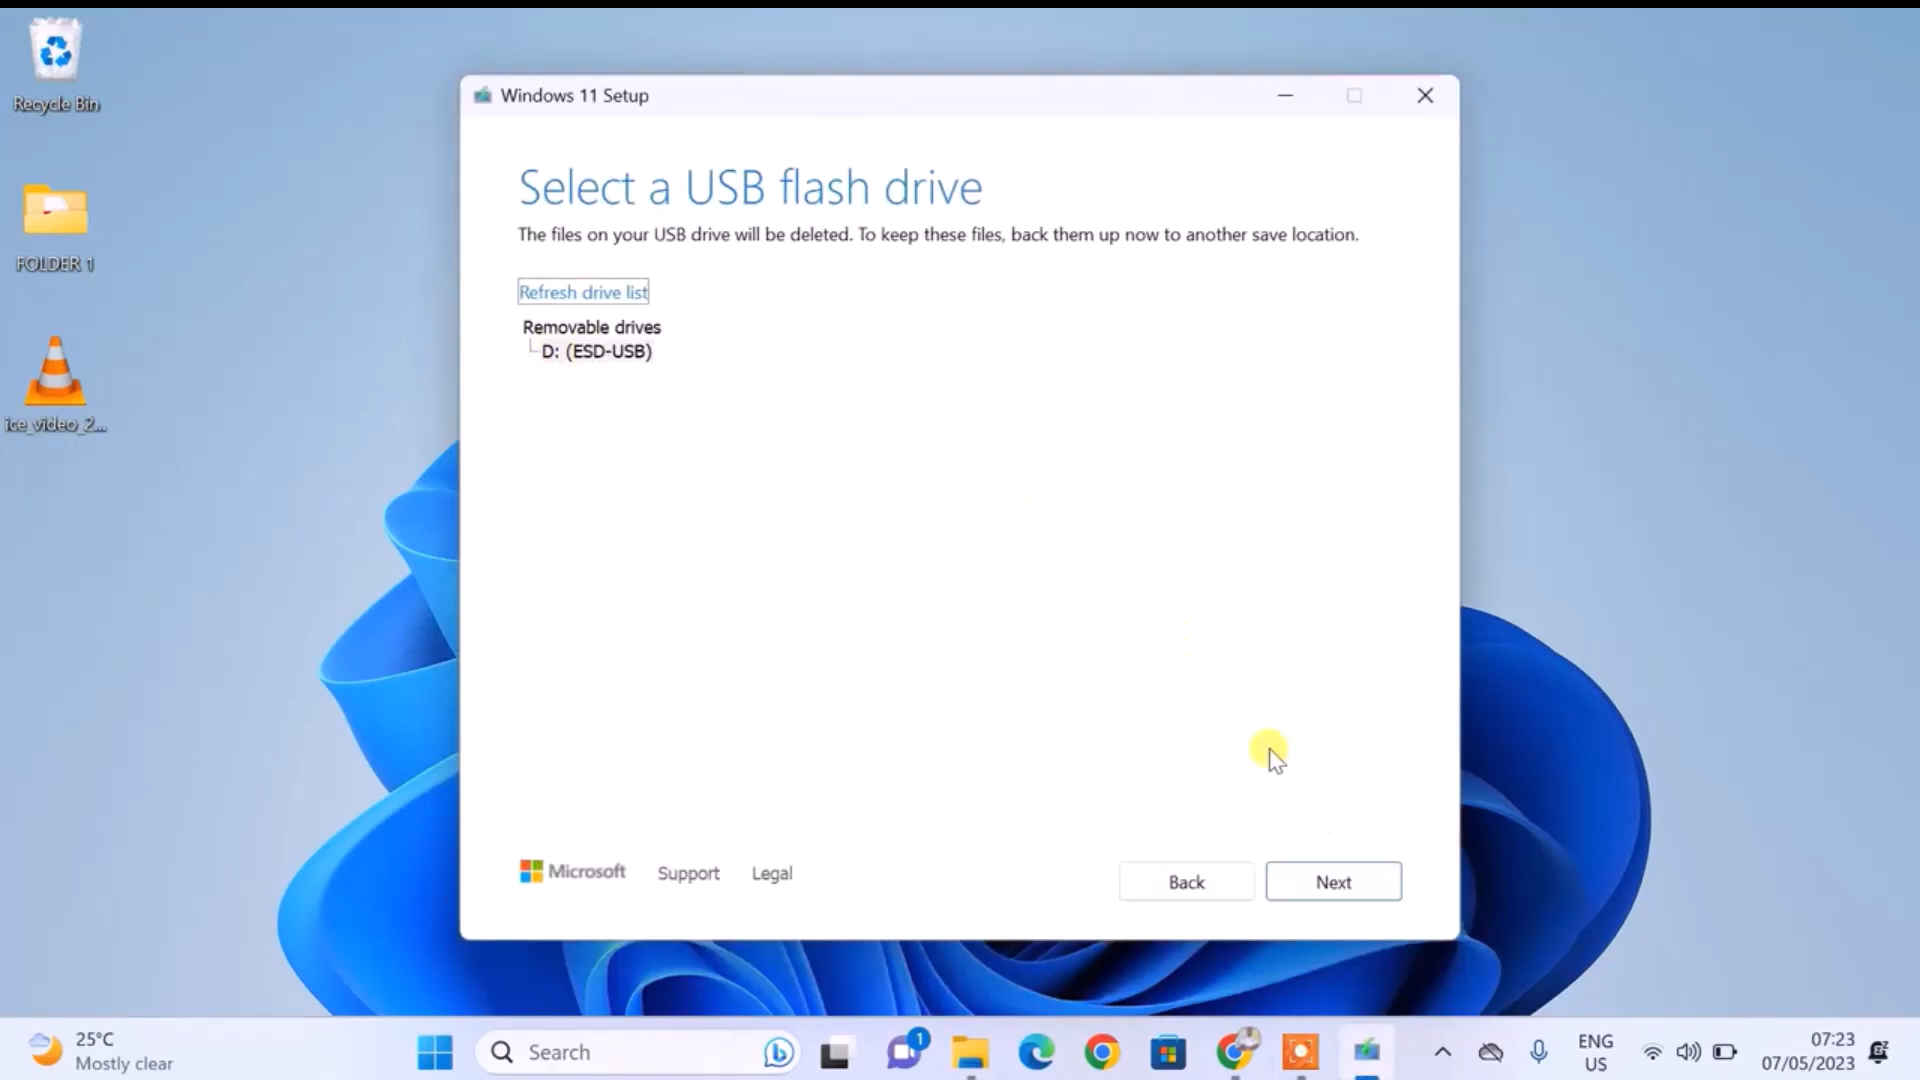 Recycle Bin
FOLDER 1
ice_video_2...
Windows 11 Setup
Select a USB flash drive
The files on your USB drive will be deleted. To keep these files, back them up now to another save location.
Refresh drive list
Removable drives
D: (ESD-USB)
Microsoft
Support
Legal
Back
Next
25°C
Mostly clear
Search
1
ENG
US
07:23
07/05/2023